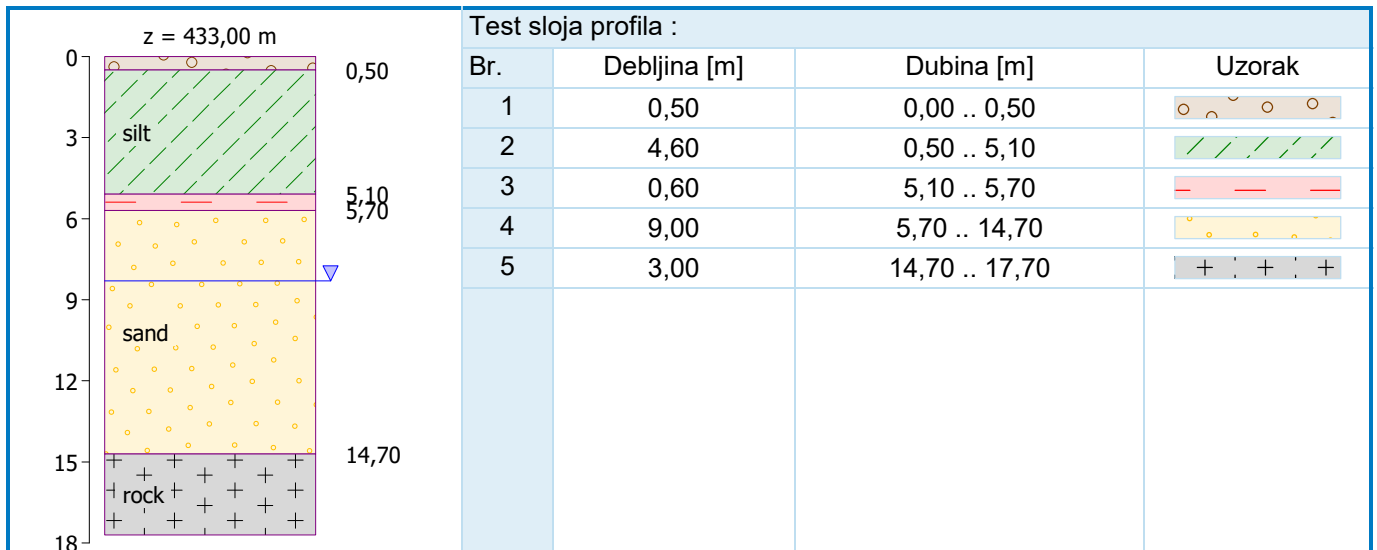 z = 433,00 m
0
0,50
silt
3
5,10
5,70
6
9
sand
12
14,70
15
rock
18
Test sloja profila :
Br. Debljina [m] Dubina [m] Uzorak
1 0,50 0,00 .. 0,50
2 4,60 0,50 .. 5,10
3 0,60 5,10 .. 5,70
4 9,00 5,70 .. 14,70
5 3,00 14,70 .. 17,70